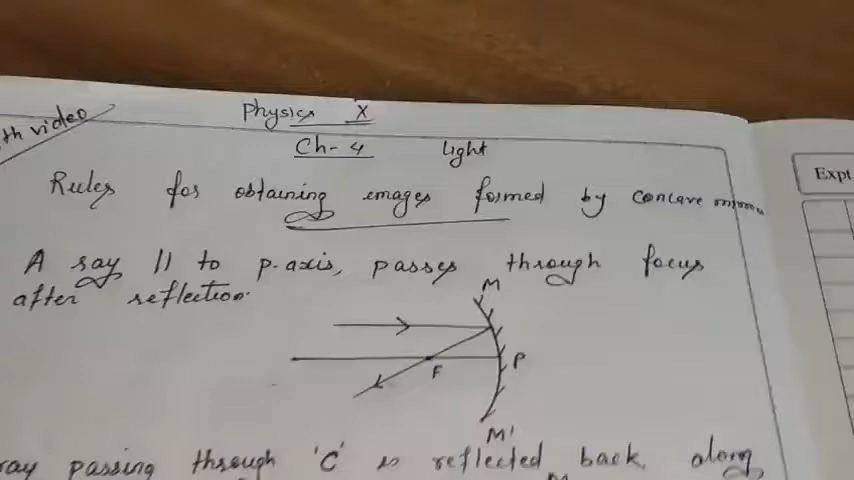 th video
Physics X
Ch-4 light
Rules for obtaining images formed by concave mirror
A ray || to p-axis, passes through focus
after reflection.
M
P
F
M'
ray passing through 'C' is reflected back along
Expt